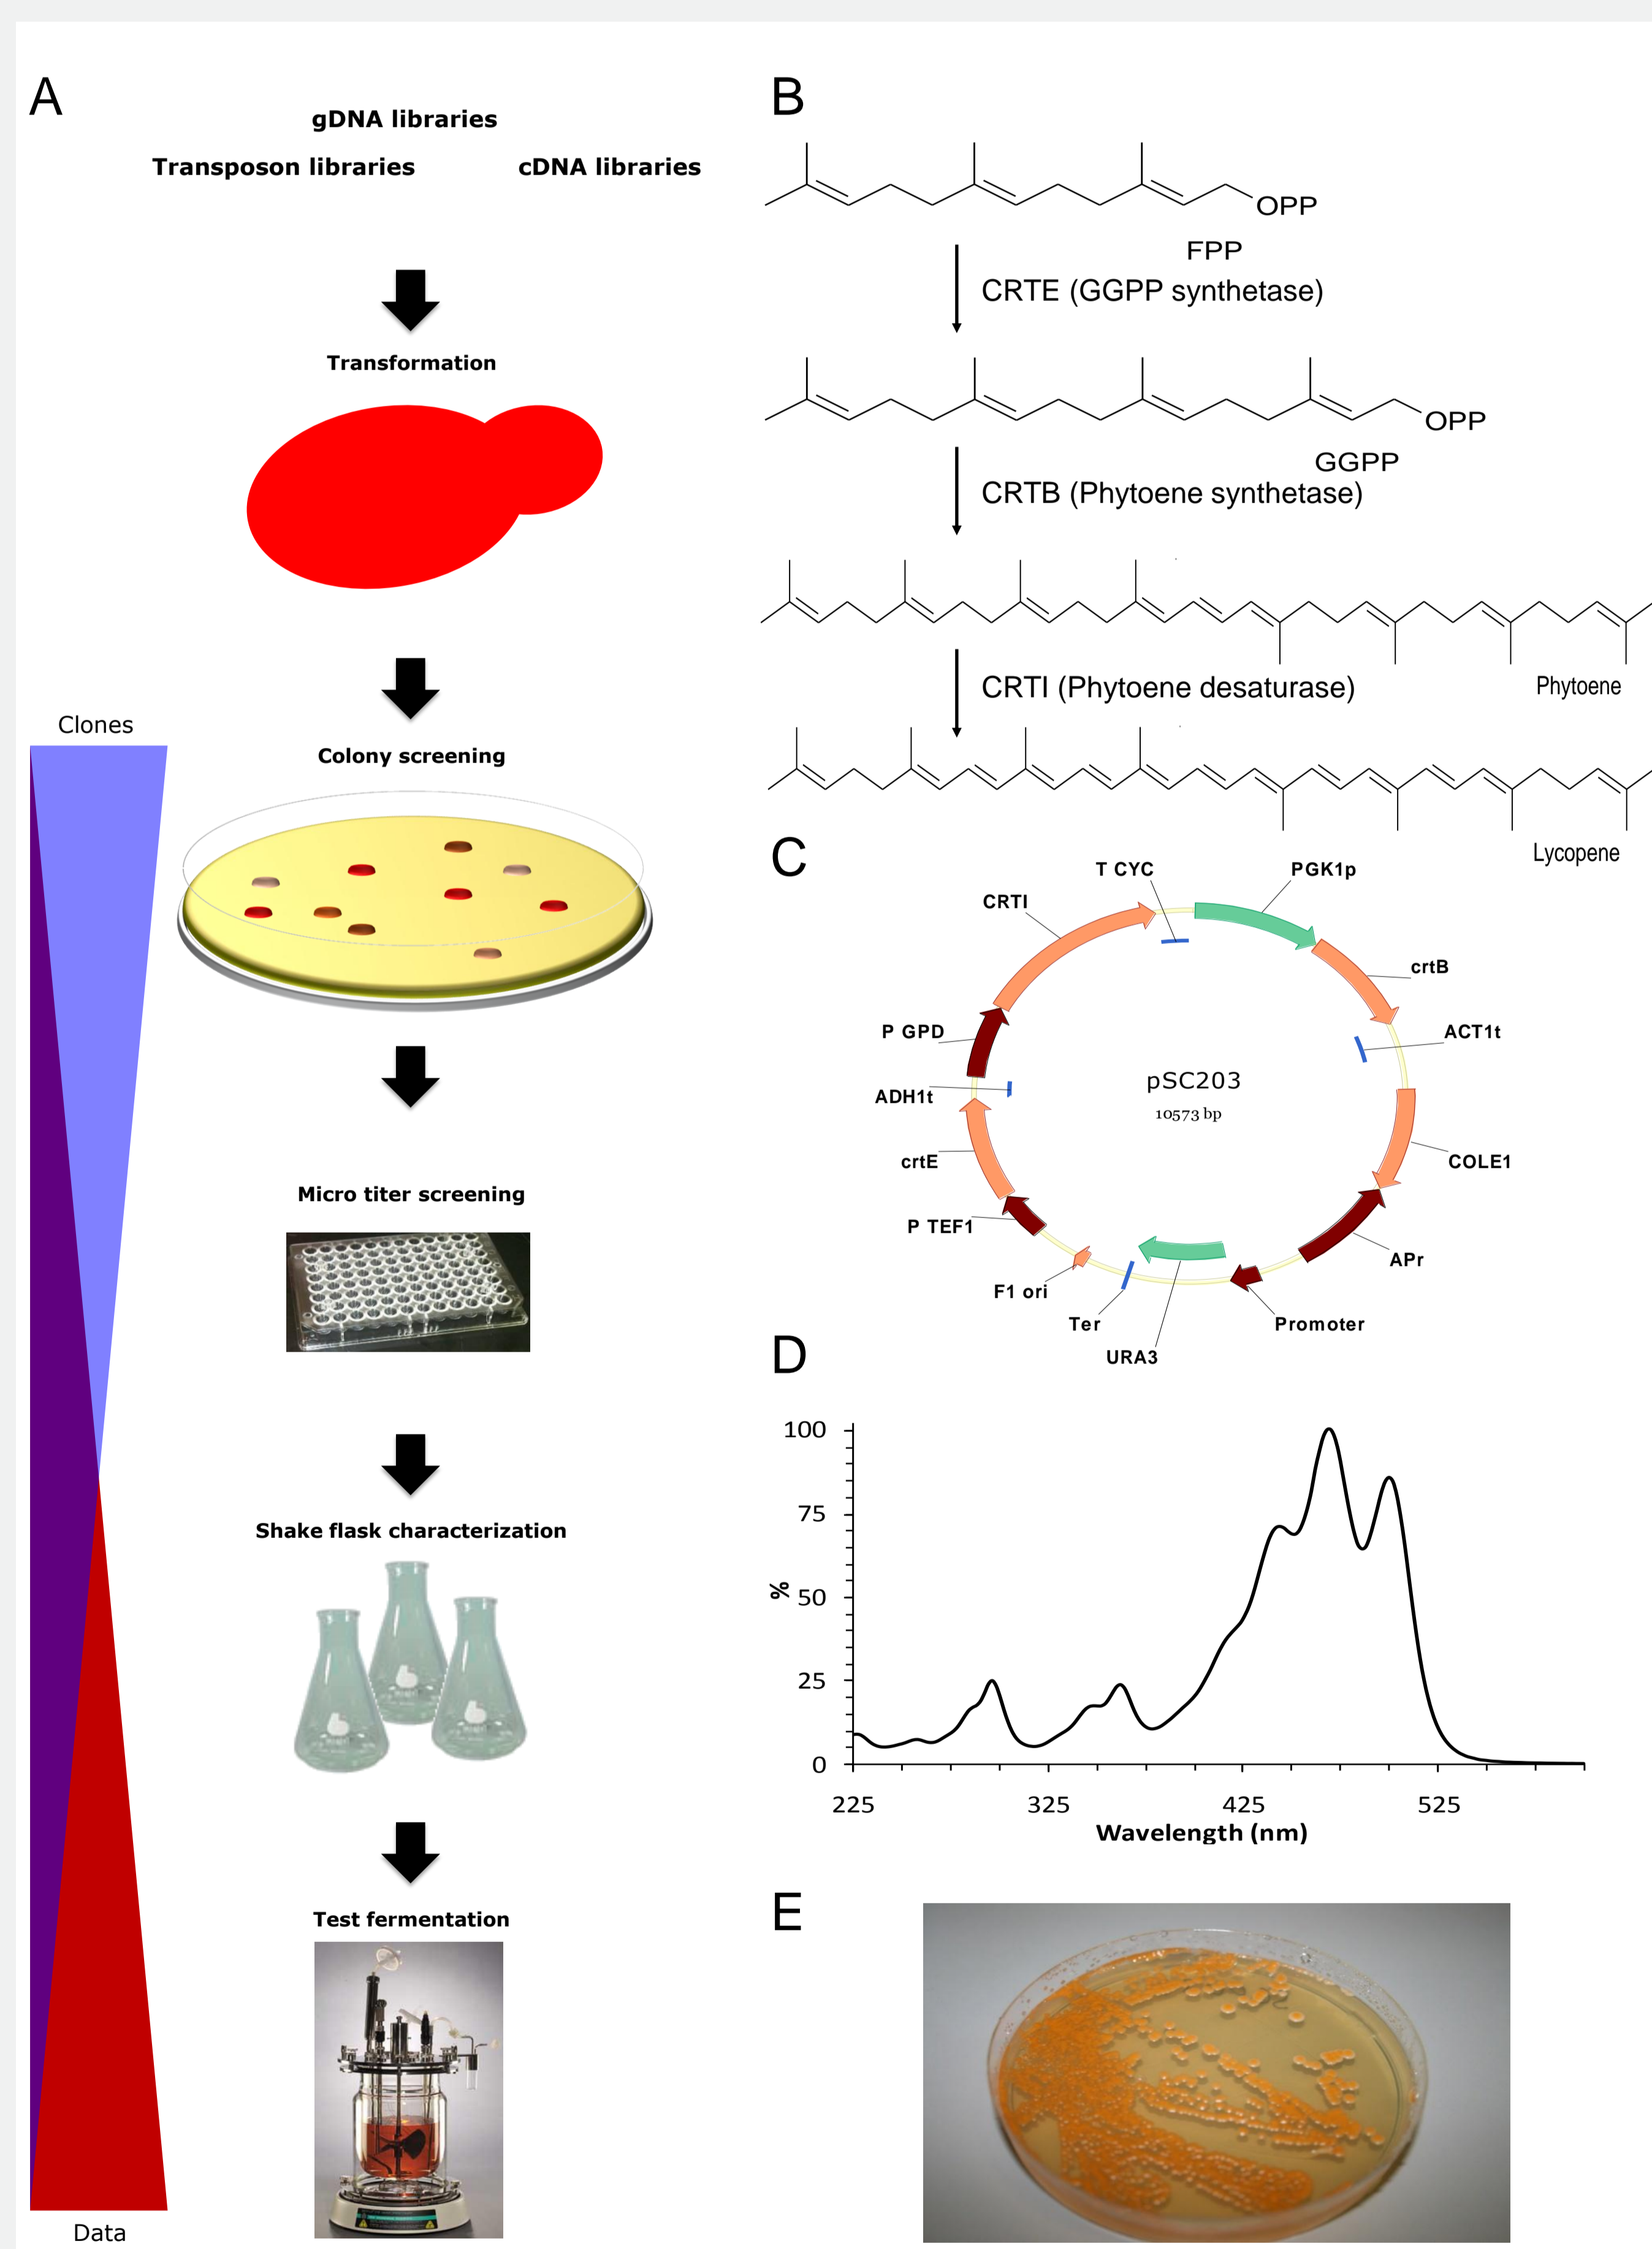 A
gDNA libraries
Transposon libraries
cDNA libraries
Transformation
Clones
Colony screening
Micro titer screening
Shake flask characterization
Test fermentation
Data
B
OPP
FPP
CRTE (GGPP synthetase)
OPP
GGPP
CRTB (Phytoene synthetase)
Phytoene
CRTI (Phytoene desaturase)
Lycopene
C
T CYC
PGK1p
CRTI
crtB
P GPD
ACT1t
ADH1t
pSC203
10573 bp
crtE
COLE1
P TEF1
APr
F1 ori
Ter
Promoter
URA3
D
100
75
% 50
25
0
225 325 425 525
Wavelength (nm)
E